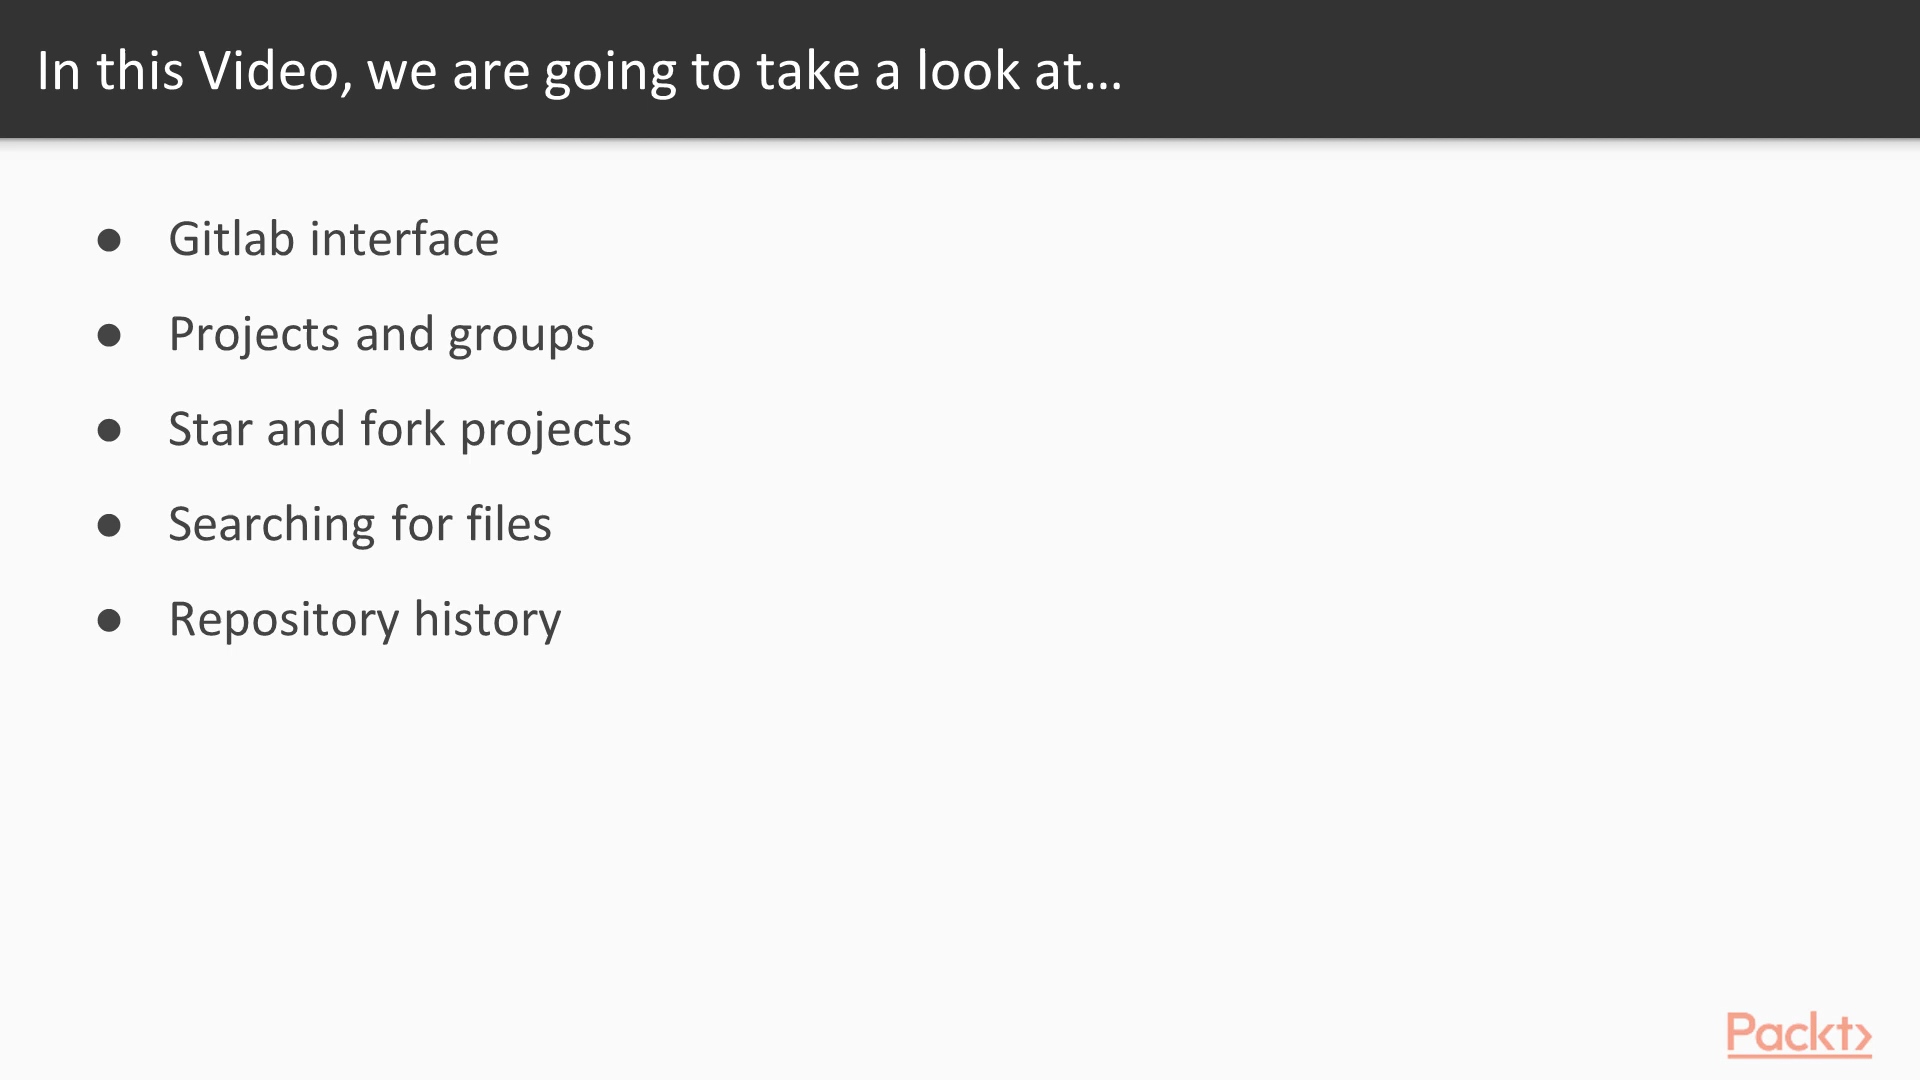 In this Video, we are going to take a look at...
● Gitlab interface
● Projects and groups
● Star and fork projects
● Searching for files
● Repository history
Packt>